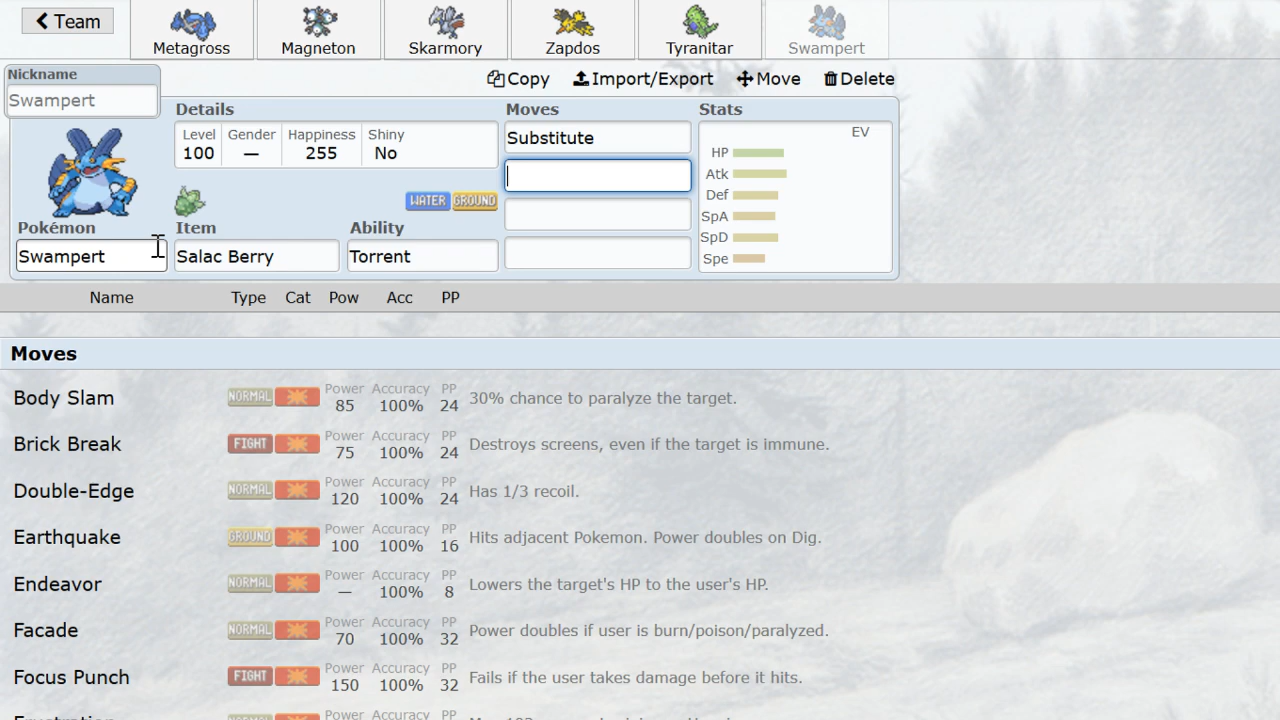 Team
Metagross
Magneton
Skarmory
Zapdos
Tyranitar
Swampert
Nickname
Swampert
Copy
Import/Export
Move
Delete
Details
Level
100
Gender
—
Happiness
255
Shiny
No
WATER GROUND
Pokémon
Swampert
Item
Salac Berry
Ability
Torrent
Moves
Substitute
Stats
EV
HP
Atk
Def
SpA
SpD
Spe
Name Type Cat Pow Acc PP
Moves
Body Slam NORMAL Power 85 Accuracy 100% PP 24 30% chance to paralyze the target.
Brick Break FIGHT Power 75 Accuracy 100% PP 24 Destroys screens, even if the target is immune.
Double-Edge NORMAL Power 120 Accuracy 100% PP 24 Has 1/3 recoil.
Earthquake GROUND Power 100 Accuracy 100% PP 16 Hits adjacent Pokemon. Power doubles on Dig.
Endeavor NORMAL Power — Accuracy 100% PP 8 Lowers the target's HP to the user's HP.
Facade NORMAL Power 70 Accuracy 100% PP 32 Power doubles if user is burn/poison/paralyzed.
Focus Punch FIGHT Power 150 Accuracy 100% PP 32 Fails if the user takes damage before it hits.
Power Accuracy PP